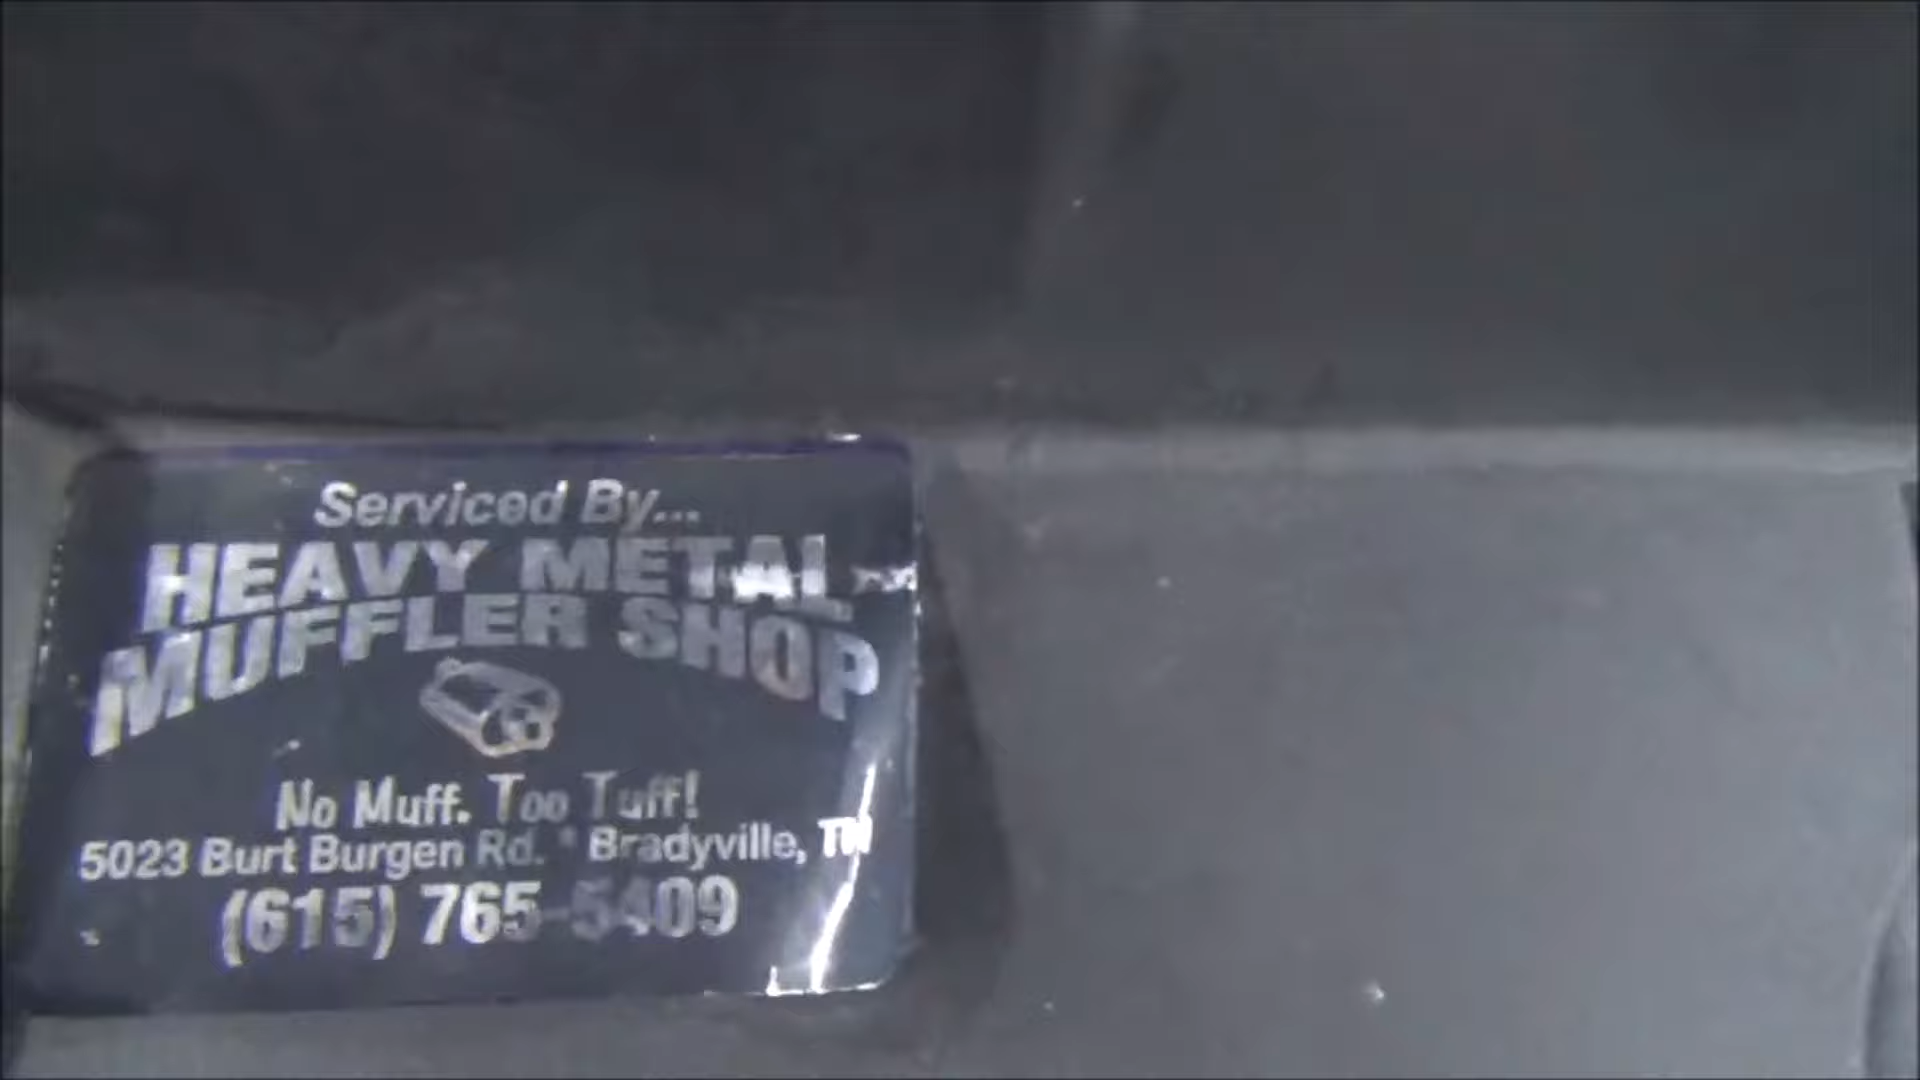 Serviced By...
HEAVY METAL
MUFFLER SHOP
No Muff. Too Tuff!
5023 Burt Burgen Rd. * Bradyville, TN
(615) 765-5409